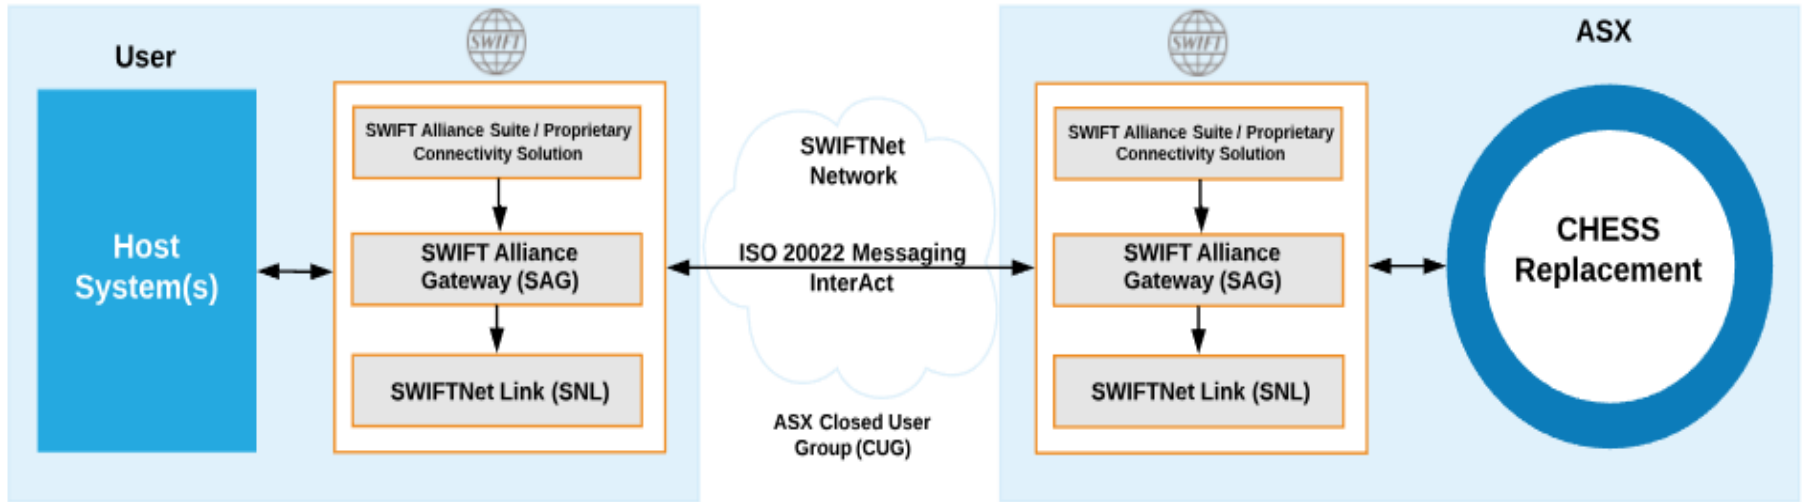 User
SWIFT
Host
System(s)
SWIFT Alliance Suite / Proprietary
Connectivity Solution
SWIFT Alliance
Gateway (SAG)
SWIFTNet Link (SNL)
SWIFTNet
Network
ISO 20022 Messaging
InterAct
ASX Closed User
Group (CUG)
SWIFT
ASX
SWIFT Alliance Suite / Proprietary
Connectivity Solution
SWIFT Alliance
Gateway (SAG)
SWIFTNet Link (SNL)
CHESS
Replacement